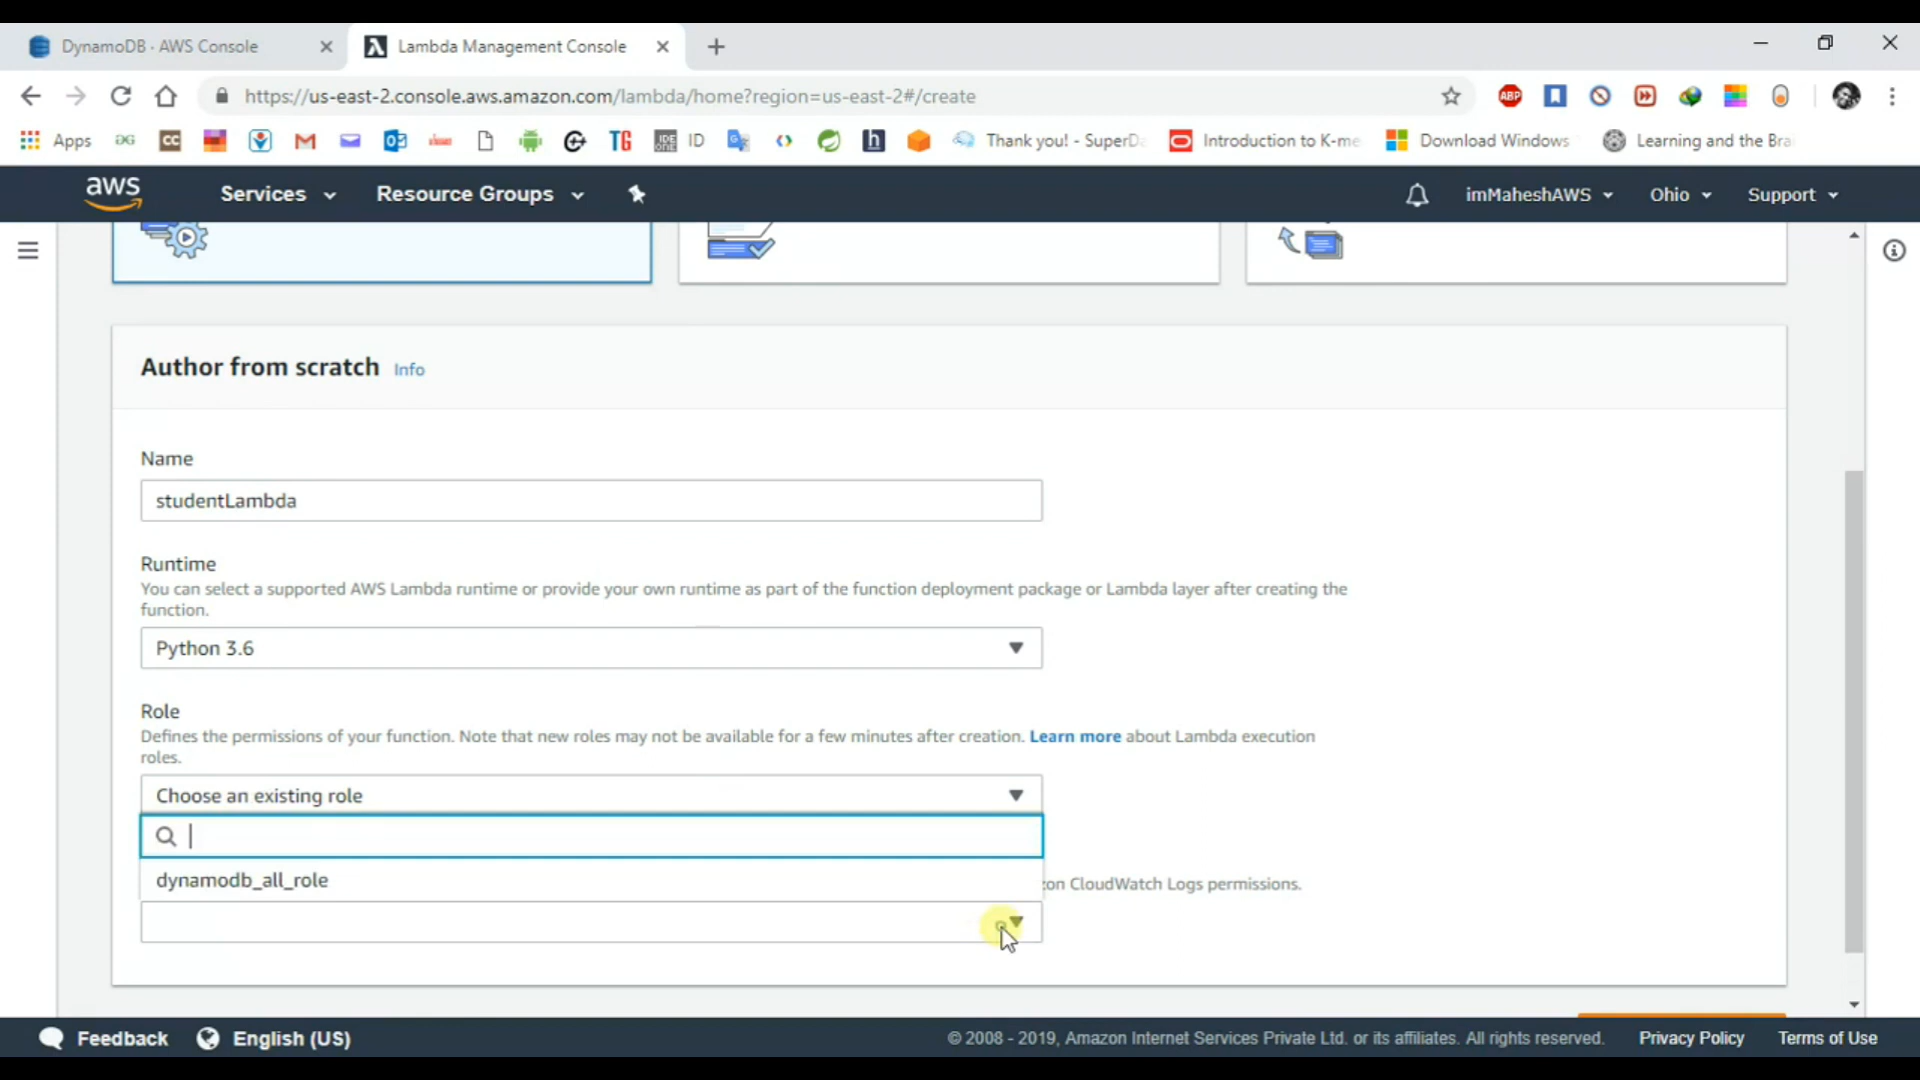 DynamoDB · AWS Console
Lambda Management Console
https://us-east-2.console.aws.amazon.com/lambda/home?region=us-east-2#/create
ABP
Apps
CC
TG
IDE ONE
ID
h
Thank you! - SuperDa
Introduction to K-me
Download Windows
Learning and the Bra
aws
Services
Resource Groups
imMaheshAWS
Ohio
Support
Author from scratch Info
Name
studentLambda
Runtime
You can select a supported AWS Lambda runtime or provide your own runtime as part of the function deployment package or Lambda layer after creating the
function.
Python 3.6
Role
Defines the permissions of your function. Note that new roles may not be available for a few minutes after creation. Learn more about Lambda execution
roles.
Choose an existing role
dynamodb_all_role
CloudWatch Logs permissions.
Feedback
English (US)
© 2008 - 2019, Amazon Internet Services Private Ltd. or its affiliates. All rights reserved.
Privacy Policy
Terms of Use